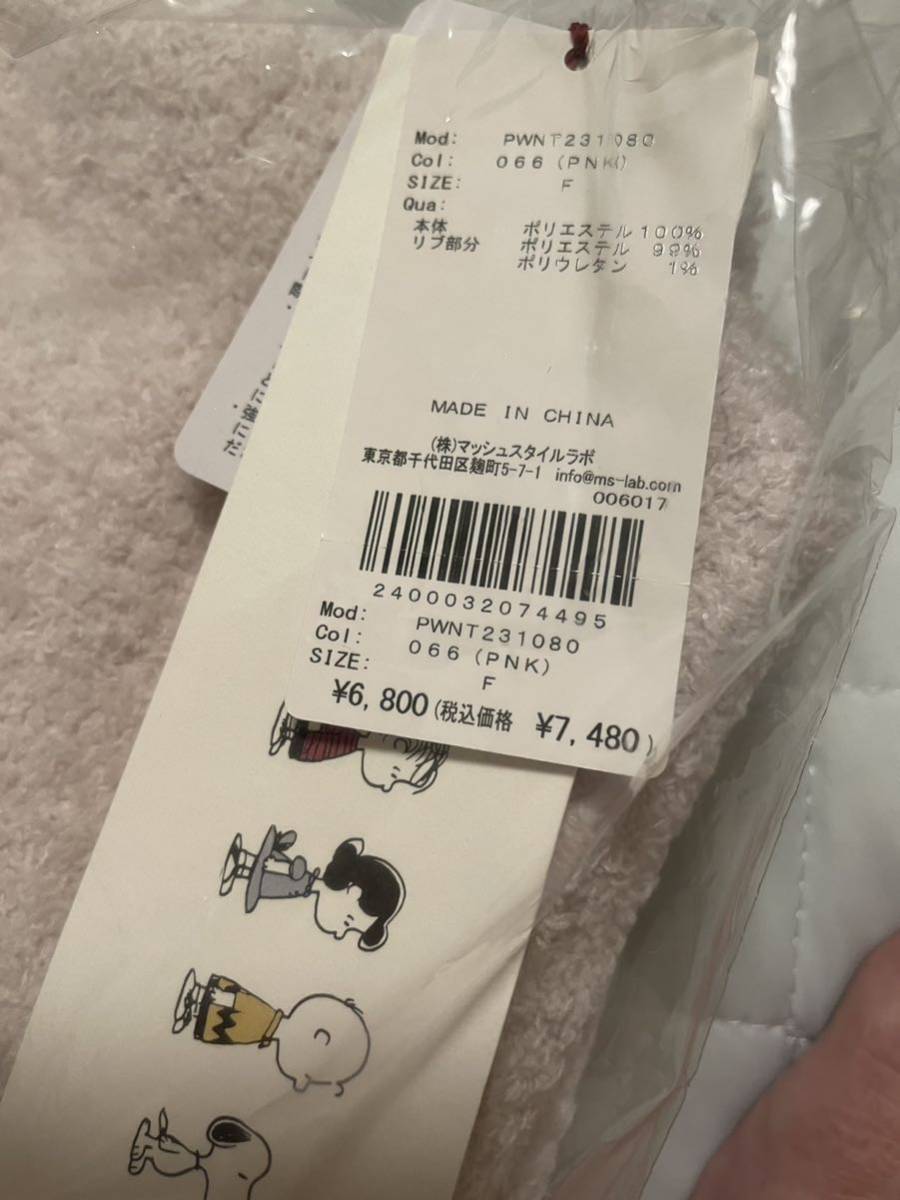 Mod: PWNT231080
Col: 066 (PNK)
SIZE: F
Qua:
本体 ポリエステル 100%
リブ部分 ポリエステル 99%
ポリウレタン 1%
MADE IN CHINA
(株)マッシュスタイルラボ
東京都千代田区麹町5-7-1 info@ms-lab.com
006017
2400032074495
Mod: PWNT231080
Col: 066 (PNK)
SIZE: F
¥6,800(税込価格 ¥7,480)